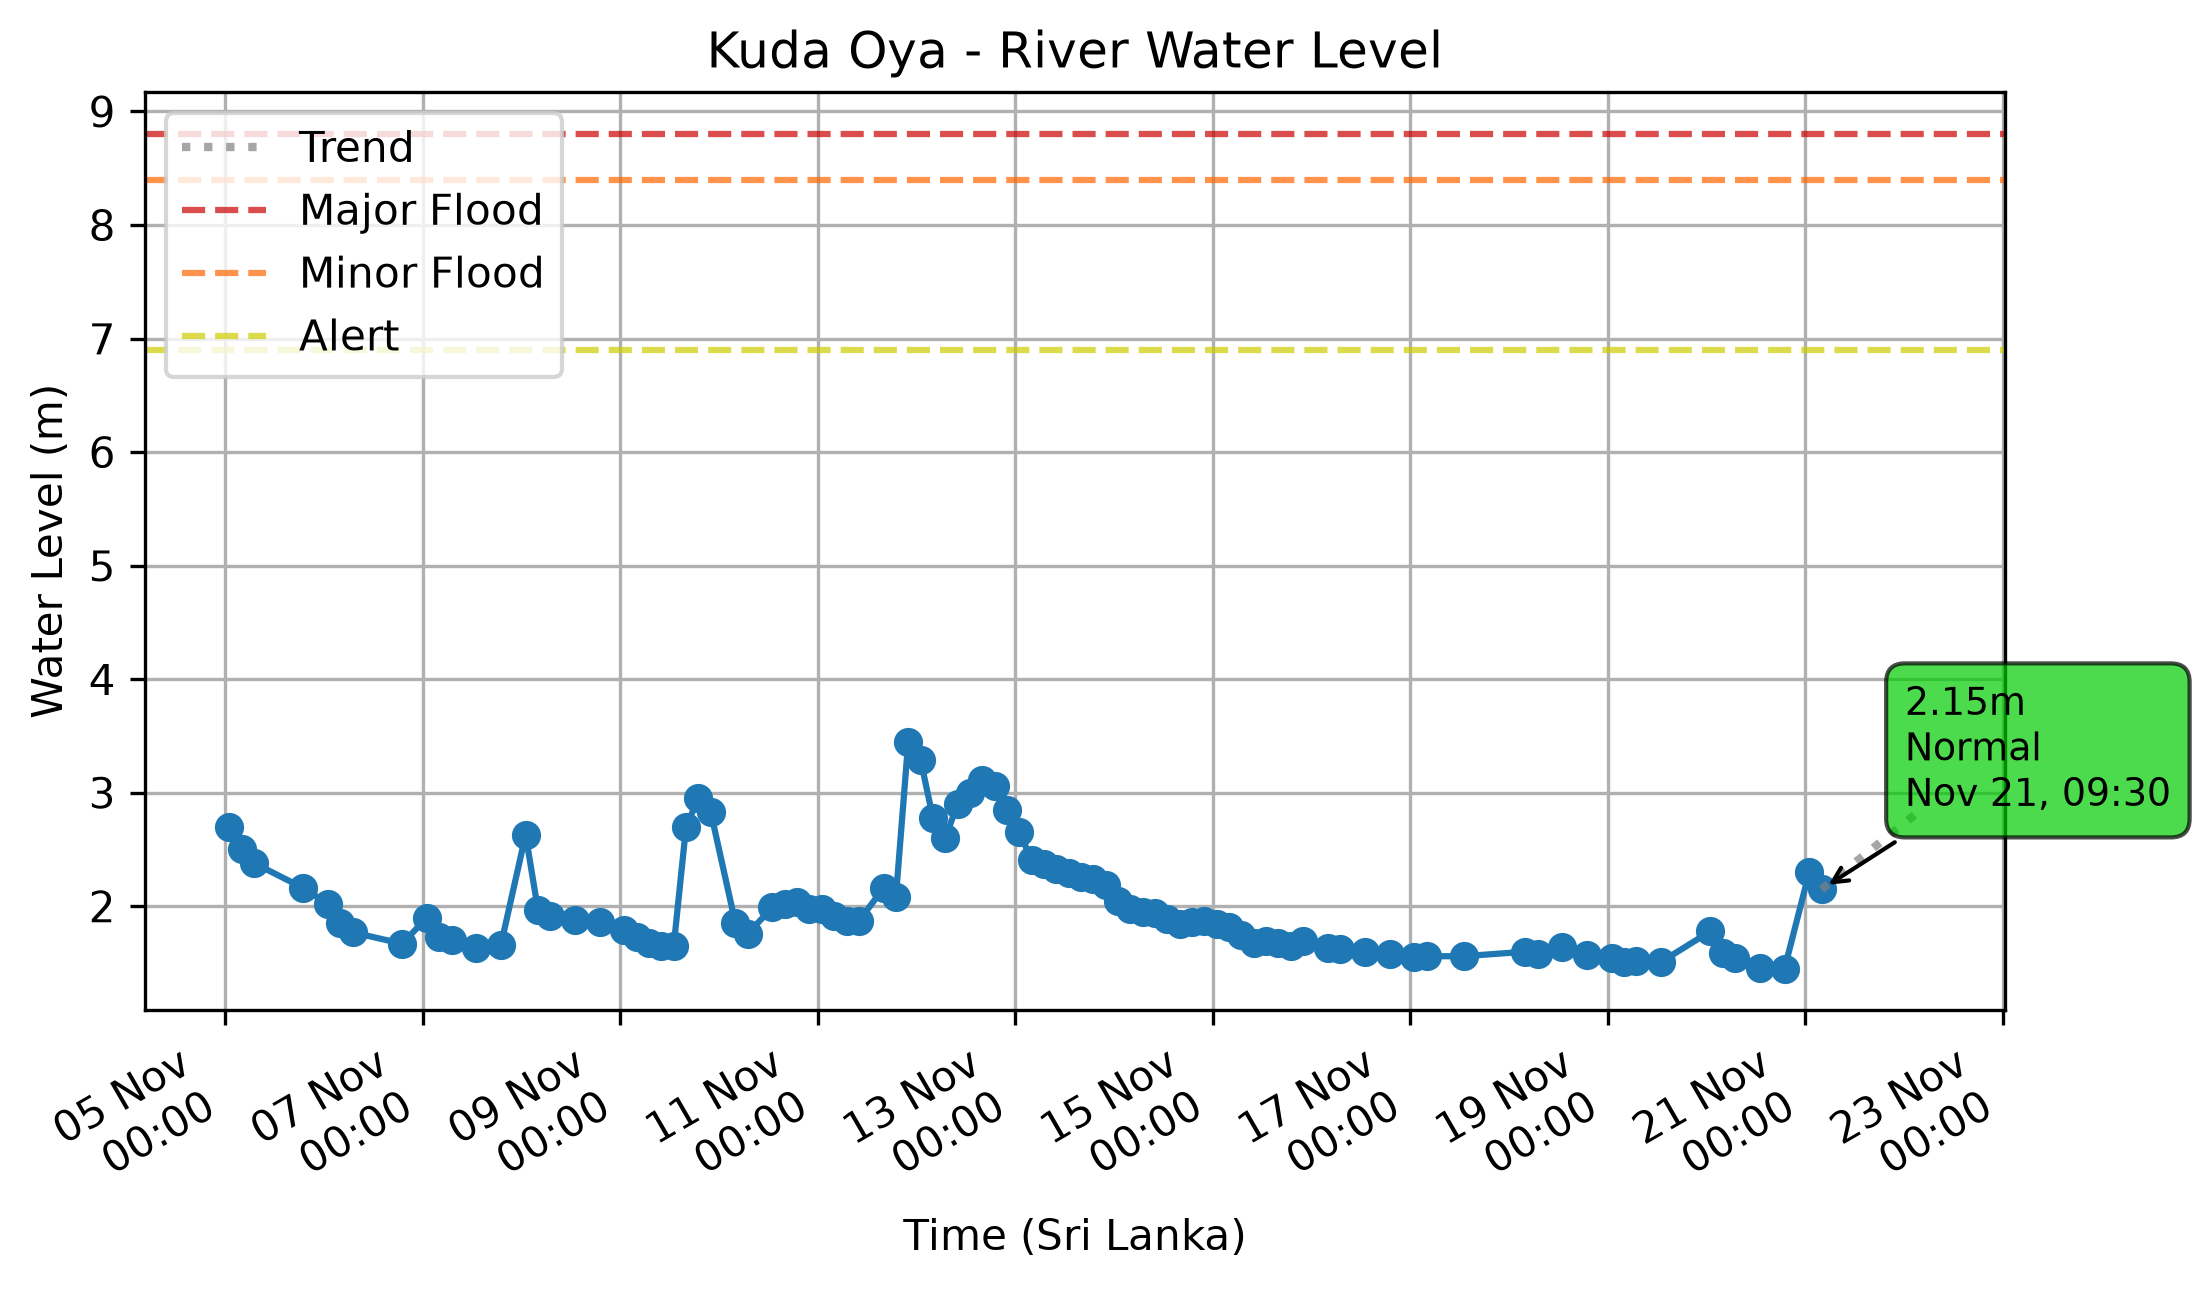 Kuda Oya - River Water Level
9
8
7
6
5
4
3
2
Water Level (m)
Trend
Major Flood
Minor Flood
Alert
2.15m
Normal
Nov 21, 09:30
05 Nov
00:00
07 Nov
00:00
09 Nov
00:00
11 Nov
00:00
13 Nov
00:00
15 Nov
00:00
17 Nov
00:00
19 Nov
00:00
21 Nov
00:00
23 Nov
00:00
Time (Sri Lanka)